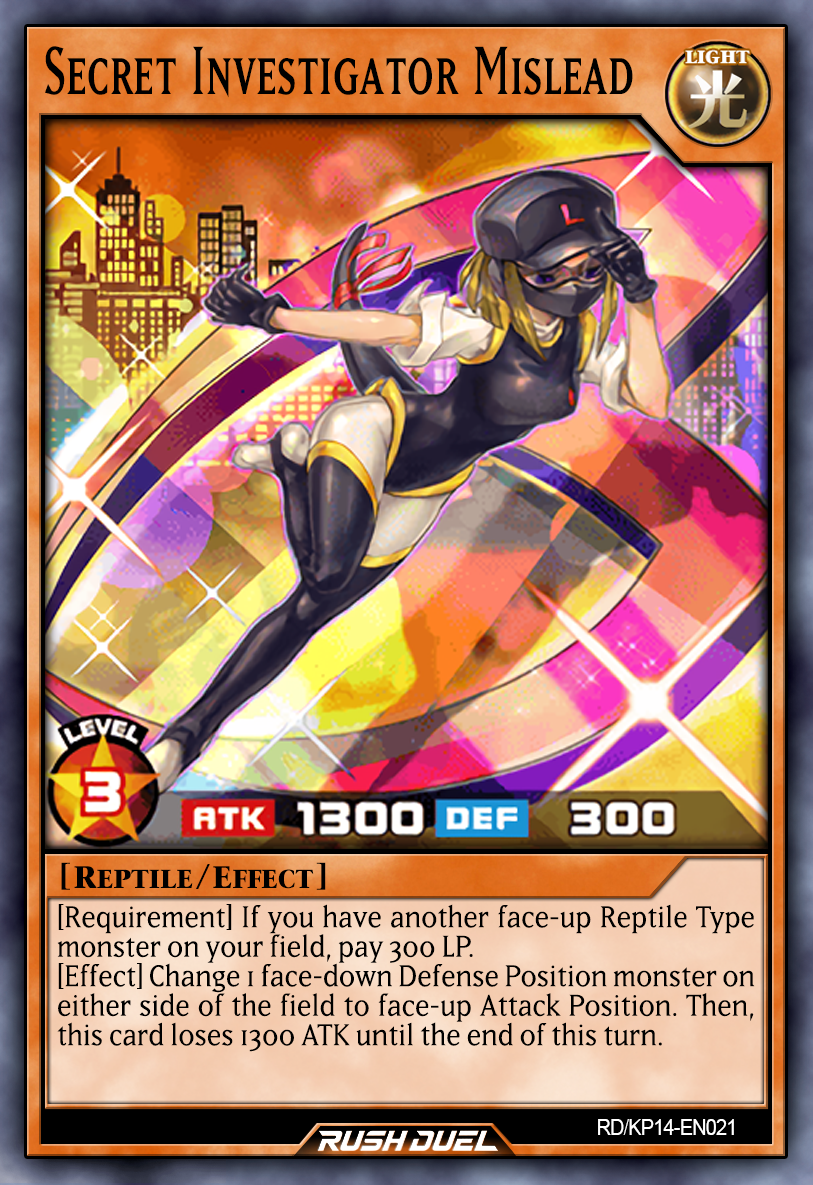 Secret Investigator Mislead
LIGHT
光
L
LEVEL
3
ATK 1300 DEF 300
[Reptile/Effect]
[Requirement] If you have another face-up Reptile Type
monster on your field, pay 300 LP.
[Effect] Change 1 face-down Defense Position monster on
either side of the field to face-up Attack Position. Then,
this card loses 1300 ATK until the end of this turn.
RD/KP14-EN021
RUSH DUEL